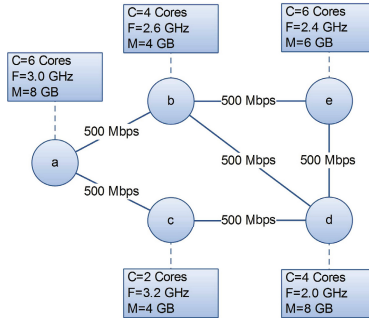 C=4 Cores
F=2.6 GHz
M=4 GB
C=6 Cores
F=2.4 GHz
M=6 GB
C=6 Cores
F=3.0 GHz
M=8 GB
b
500 Mbps
e
500 Mbps
a
500 Mbps
500 Mbps
500 Mbps
c
500 Mbps
d
C=2 Cores
F=3.2 GHz
M=4 GB
C=4 Cores
F=2.0 GHz
M=8 GB